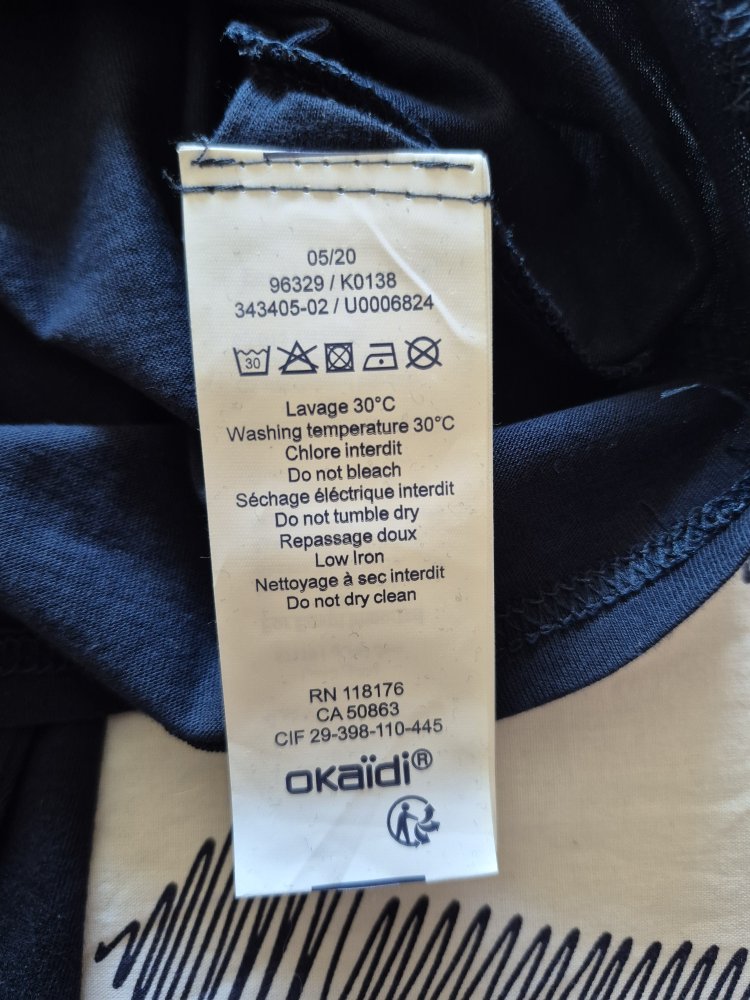 05/20
96329 / K0138
343405-02 / U0006824
30
Lavage 30°C
Washing temperature 30°C
Chlore interdit
Do not bleach
Séchage éléctrique interdit
Do not tumble dry
Repassage doux
Low Iron
Nettoyage à sec interdit
Do not dry clean
RN 118176
CA 50863
CIF 29-398-110-445
okaïdi®